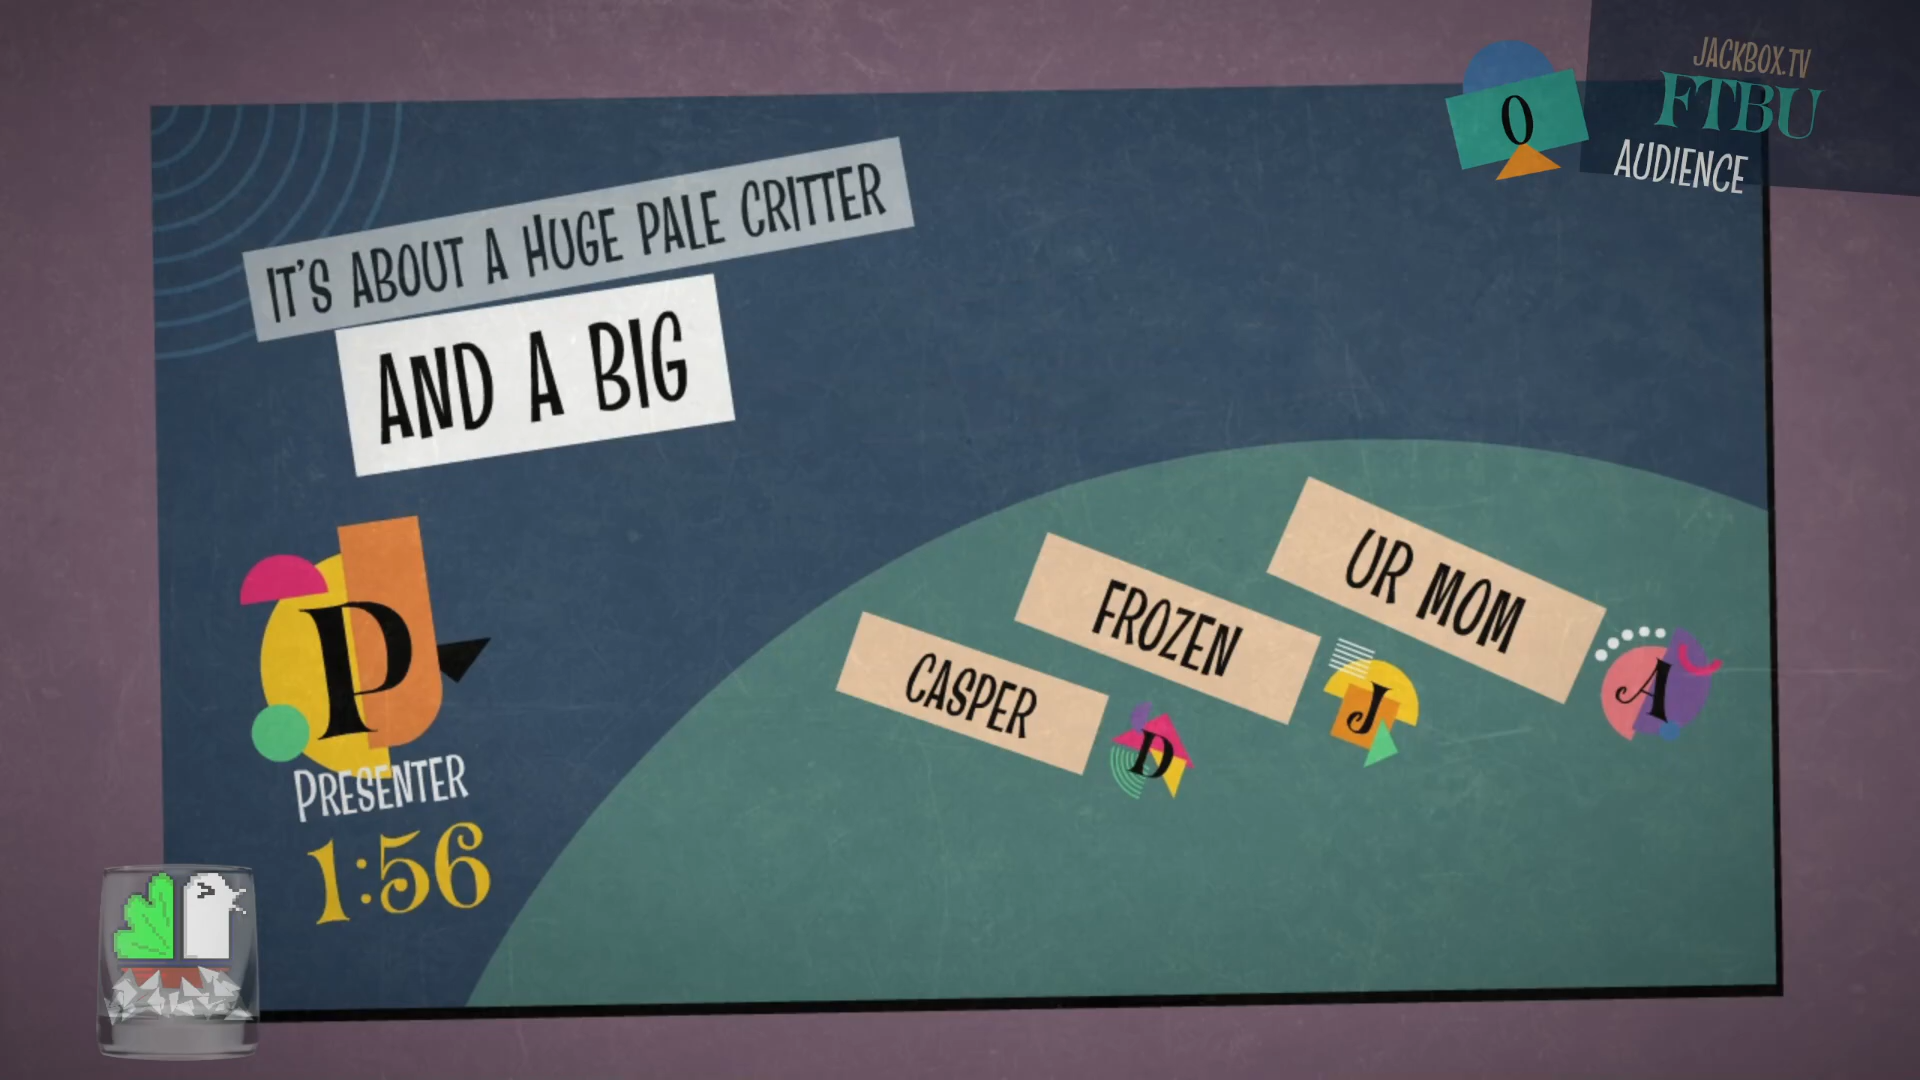 JACKBOX.TV
FTBU
0
AUDIENCE
IT'S ABOUT A HUGE PALE CRITTER
AND A BIG
UR MOM
A
FROZEN
J
CASPER
D
P
PRESENTER
1:56